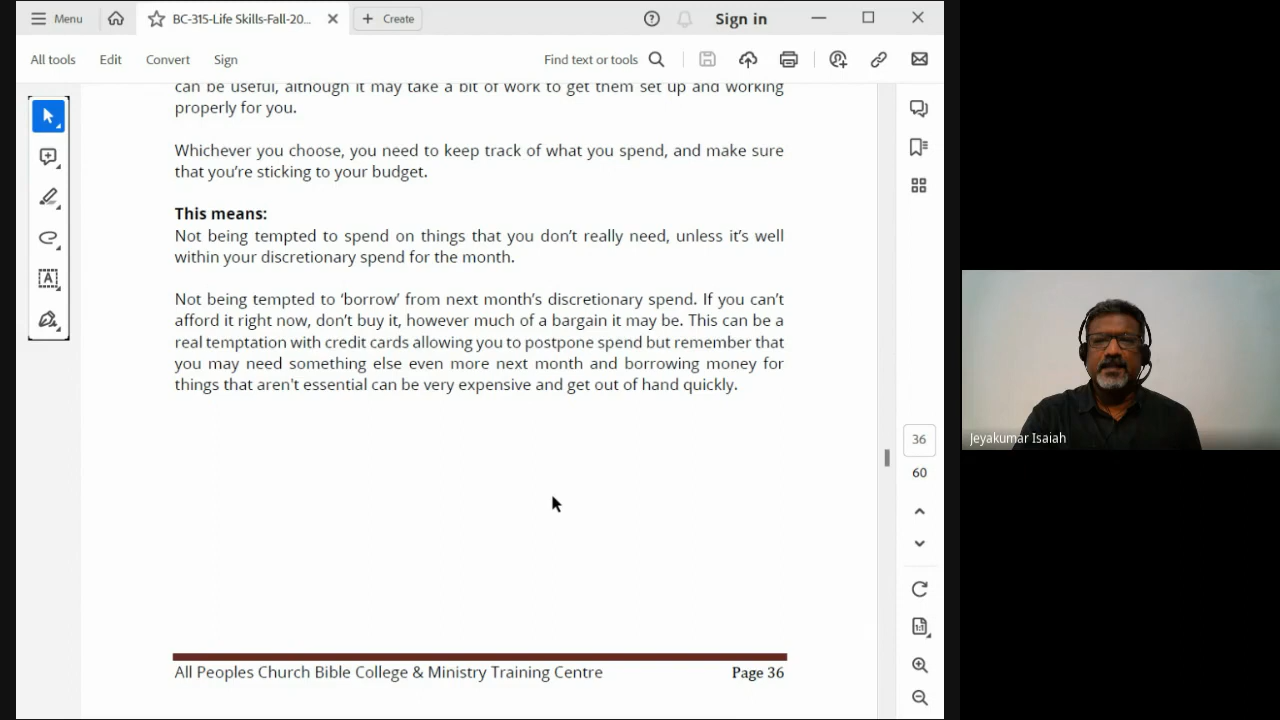 Menu
BC-315-Life Skills-Fall-20...
Create
Sign in
All tools
Edit
Convert
Sign
Find text or tools
can be useful, although it may take a bit of work to get them set up and working
properly for you.
Whichever you choose, you need to keep track of what you spend, and make sure
that you’re sticking to your budget.
This means:
Not being tempted to spend on things that you don’t really need, unless it’s well
within your discretionary spend for the month.
Not being tempted to ‘borrow’ from next month’s discretionary spend. If you can’t
afford it right now, don’t buy it, however much of a bargain it may be. This can be a
real temptation with credit cards allowing you to postpone spend but remember that
you may need something else even more next month and borrowing money for
things that aren't essential can be very expensive and get out of hand quickly.
36
60
All Peoples Church Bible College & Ministry Training Centre
Page 36
Jeyakumar Isaiah